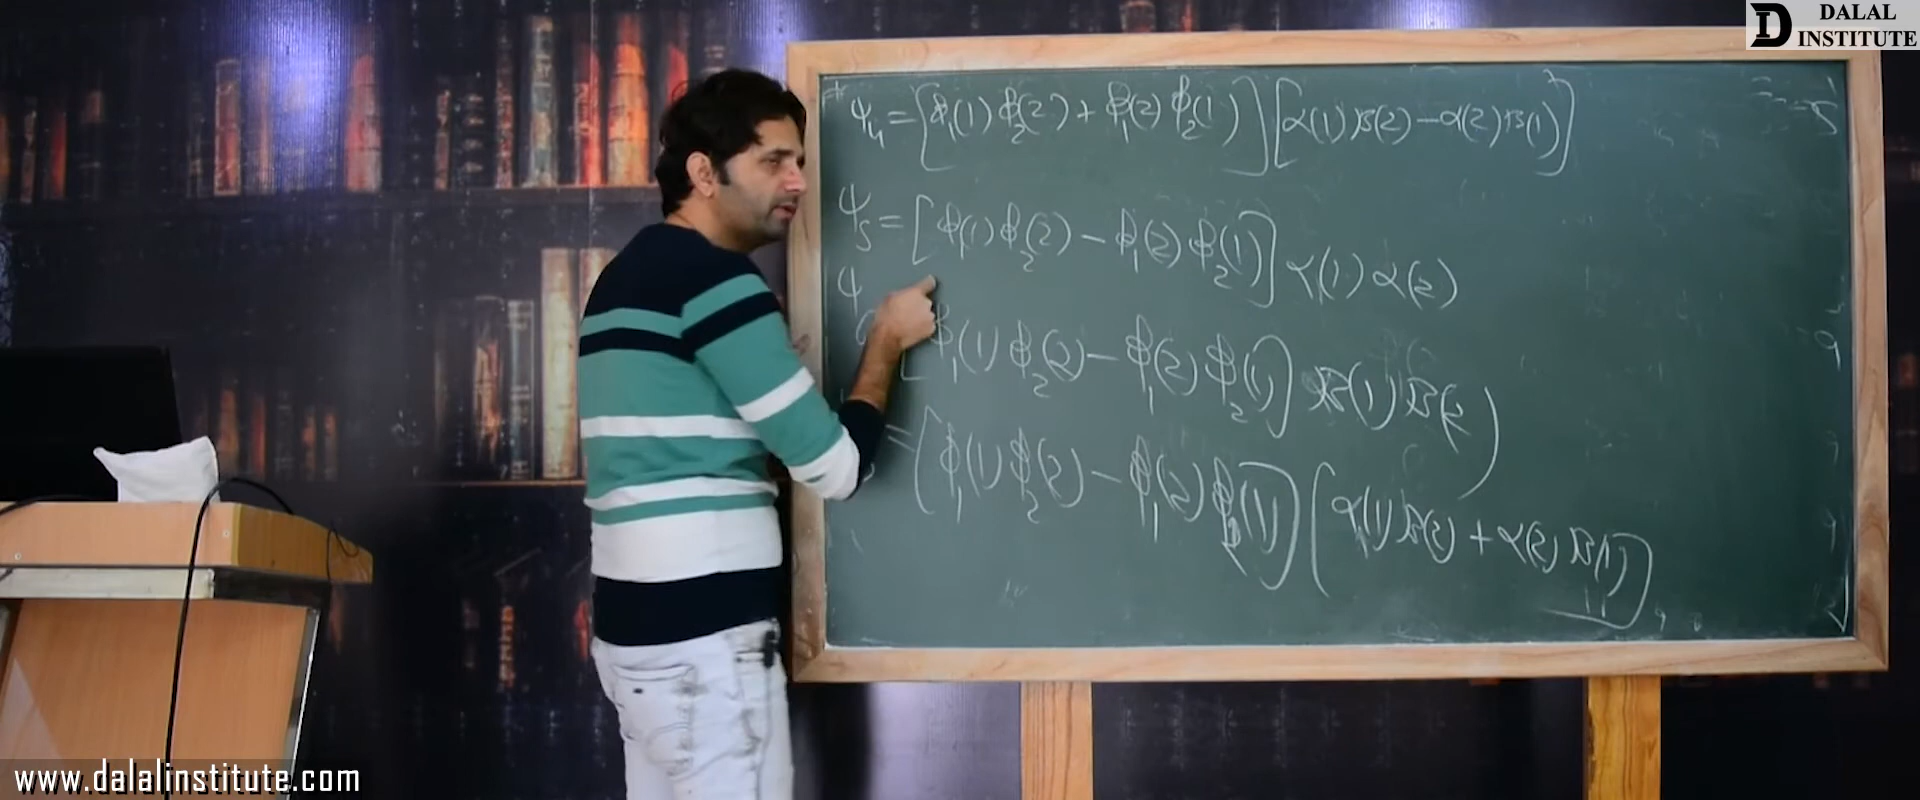 DALAL
INSTITUTE
ψ₄ = [ϕ₁(1) ϕ₂(2) + ϕ₁(2) ϕ₂(1)] [α(1) β(2) − α(2) β(1)]
ψ₅ = [ϕ₁(1) ϕ₂(2) − ϕ₁(2) ϕ₂(1)] α(1) α(2)
ψ [ϕ₁(1) ϕ₂(2) − ϕ₁(2) ϕ₂(1)] β(1) β(2)
= [ϕ₁(1) ϕ₂(2) − ϕ₁(2) ϕ₂(1)] [α(1) β(2) + α(2) β(1)]
www.dalalinstitute.com